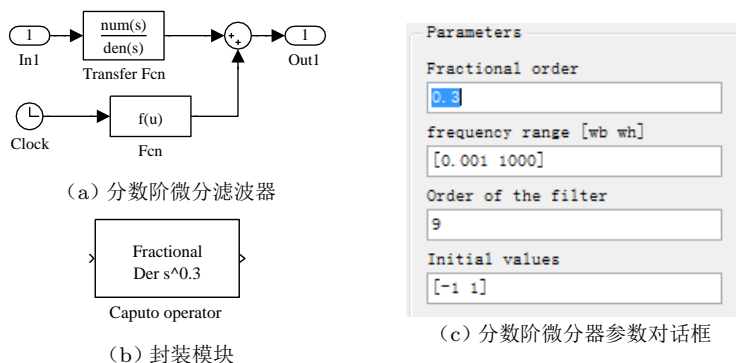 1
In1
num(s)
den(s)
Transfer Fcn
+
+
1
Out1
Clock
f(u)
Fcn
(a) 分数阶微分滤波器
Fractional
Der s^0.3
Caputo operator
(b) 封装模块
Parameters
Fractional order
0.3
frequency range [wb wh]
[0.001 1000]
Order of the filter
9
Initial values
[-1 1]
(c) 分数阶微分器参数对话框